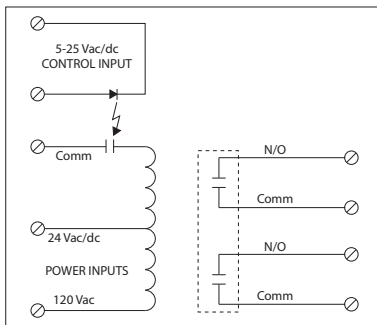 5-25 Vac/dc
CONTROL INPUT
Comm
24 Vac/dc
POWER INPUTS
120 Vac
N/O
Comm
N/O
Comm